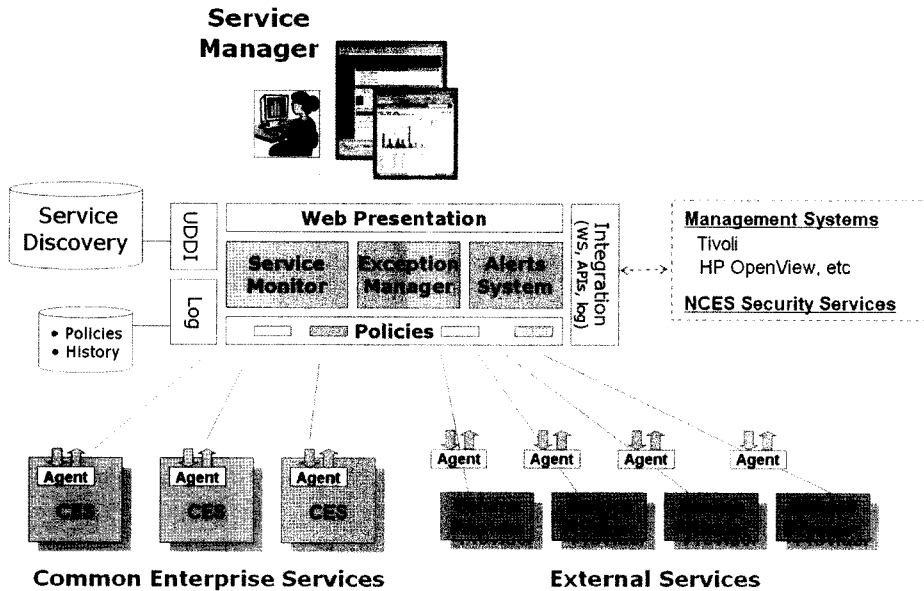 Service
Manager
Service
Discovery
UDDI
Web Presentation
Service
Monitor
Exception
Manager
Alerts
System
Integration
(WS, APIs, log)
Management Systems
Tivoli
HP OpenView, etc
NCES Security Services
Log
• Policies
• History
Policies
Agent
CES
Agent
CES
Agent
CES
Agent
Agent
Agent
Agent
Common Enterprise Services
External Services